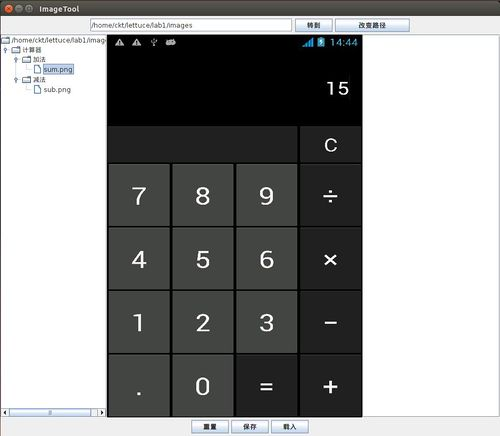 ImageTool
/home/ckt/lettuce/lab1/images 转到 改变路径
/home/ckt/lettuce/lab1/imag
计算器
加法
sum.png
减法
sub.png
14:44
15
C
7 8 9 ÷
4 5 6 ×
1 2 3 −
. 0 = +
重置 保存 载入